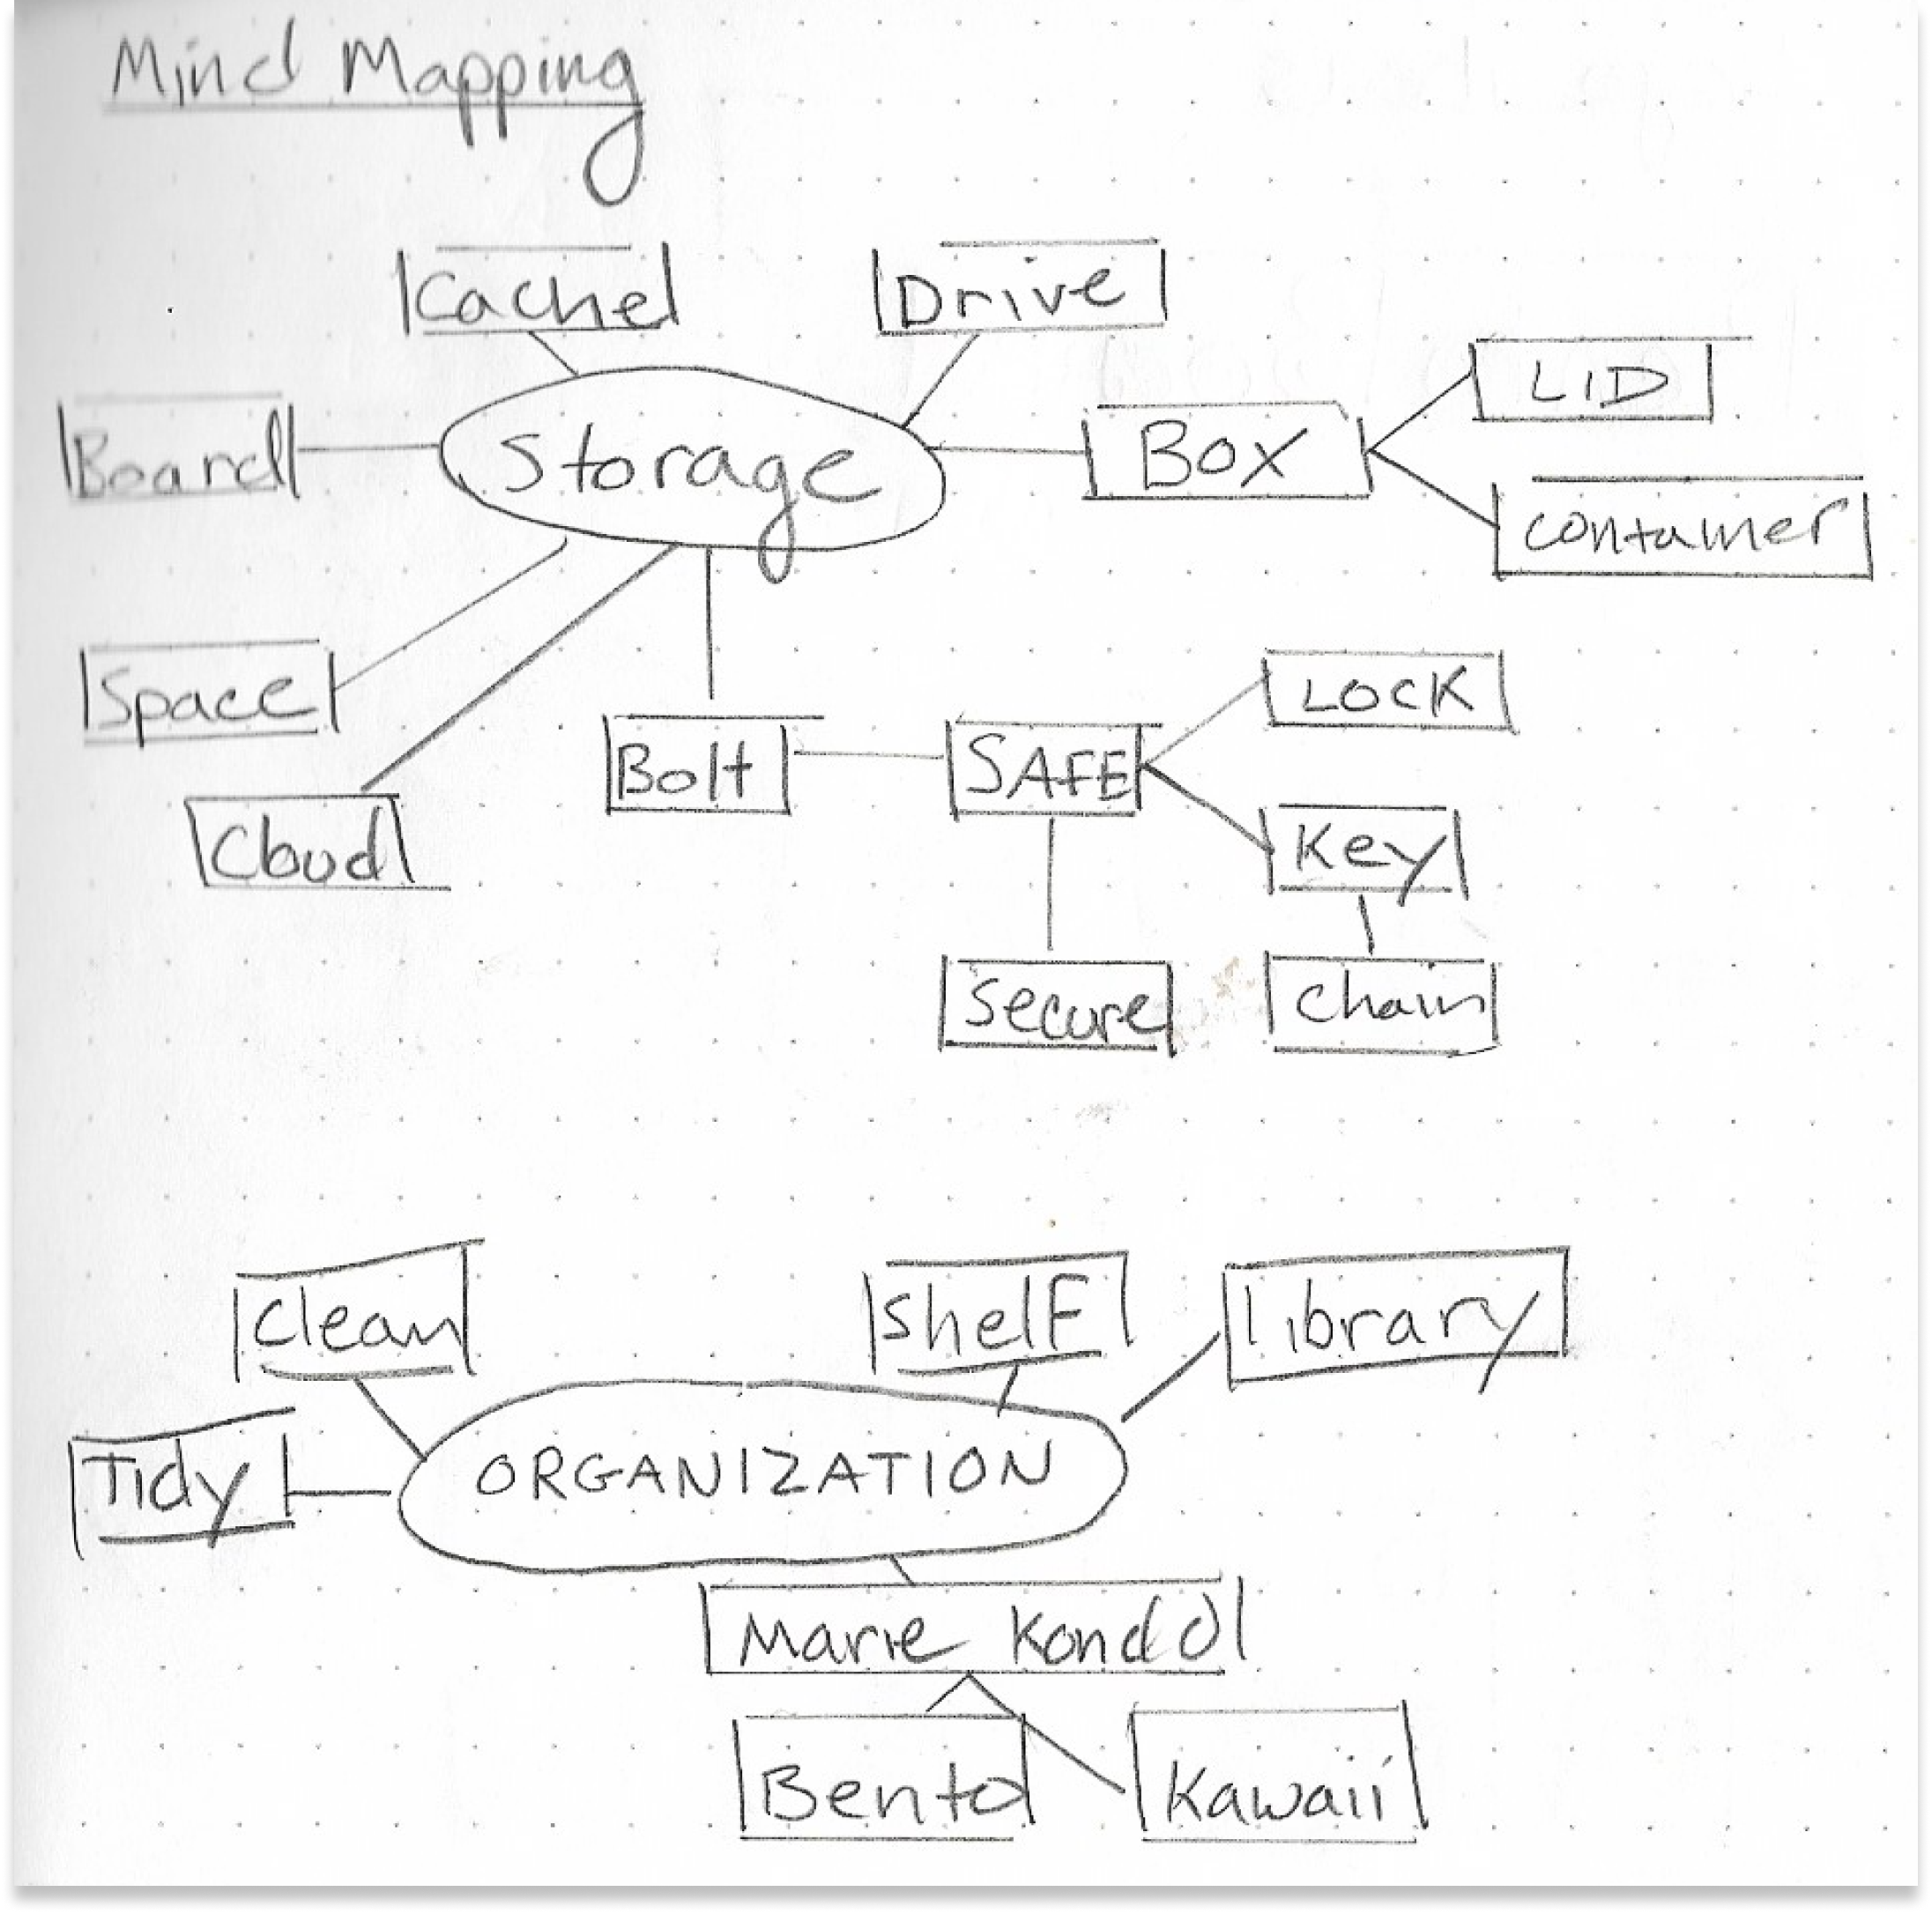 Mind Mapping
Cache
Drive
Board
Storage
BOX
LID
container
Space
Cloud
Bolt
SAFE
LOCK
Key
Secure
Chain
Clean
Shelf
Library
Tidy
ORGANIZATION
Marie Kondo
Bento
Kawaii